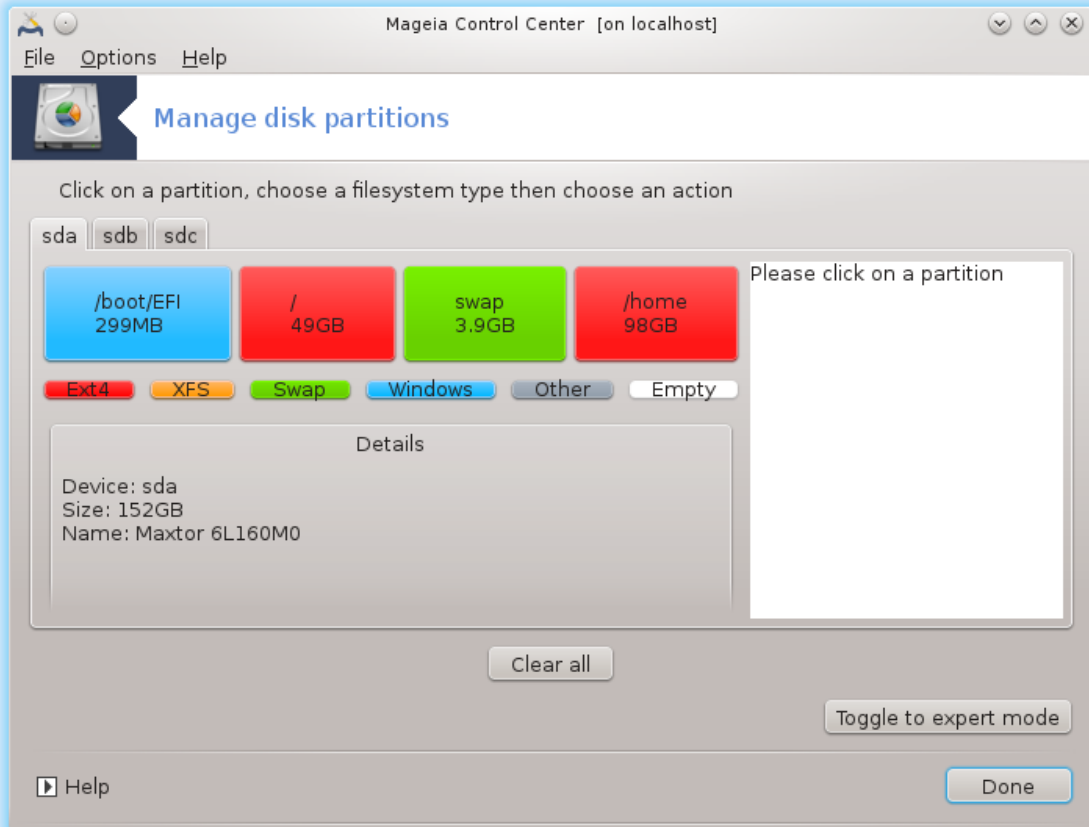 Mageia Control Center [on localhost]
File Options Help
Manage disk partitions
Click on a partition, choose a filesystem type then choose an action
sda sdb sdc
/boot/EFI
299MB
/
49GB
swap
3.9GB
/home
98GB
Please click on a partition
Ext4 XFS Swap Windows Other Empty
Details
Device: sda
Size: 152GB
Name: Maxtor 6L160M0
Clear all
Toggle to expert mode
Help
Done